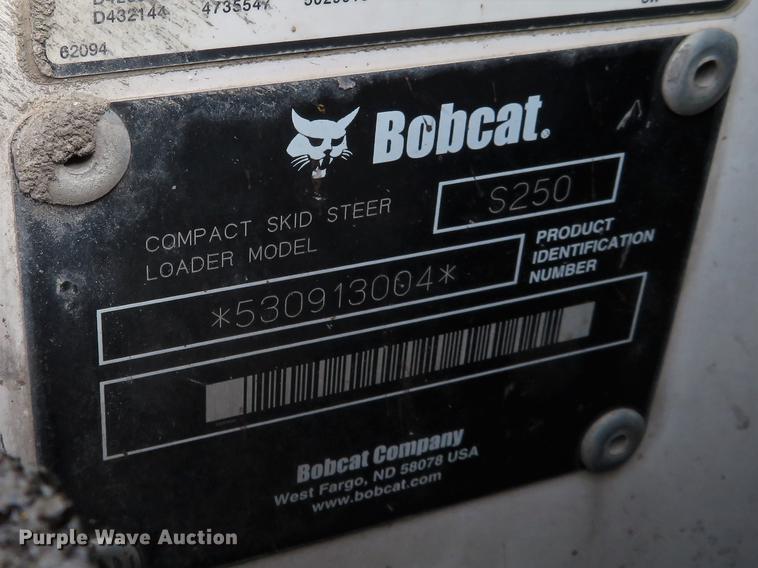 D432144 4735547
62094
Bobcat.
COMPACT SKID STEER
LOADER MODEL
S250
PRODUCT
IDENTIFICATION
NUMBER
*530913004*
Bobcat Company
West Fargo, ND 58078 USA
www.bobcat.com
Purple Wave Auction®